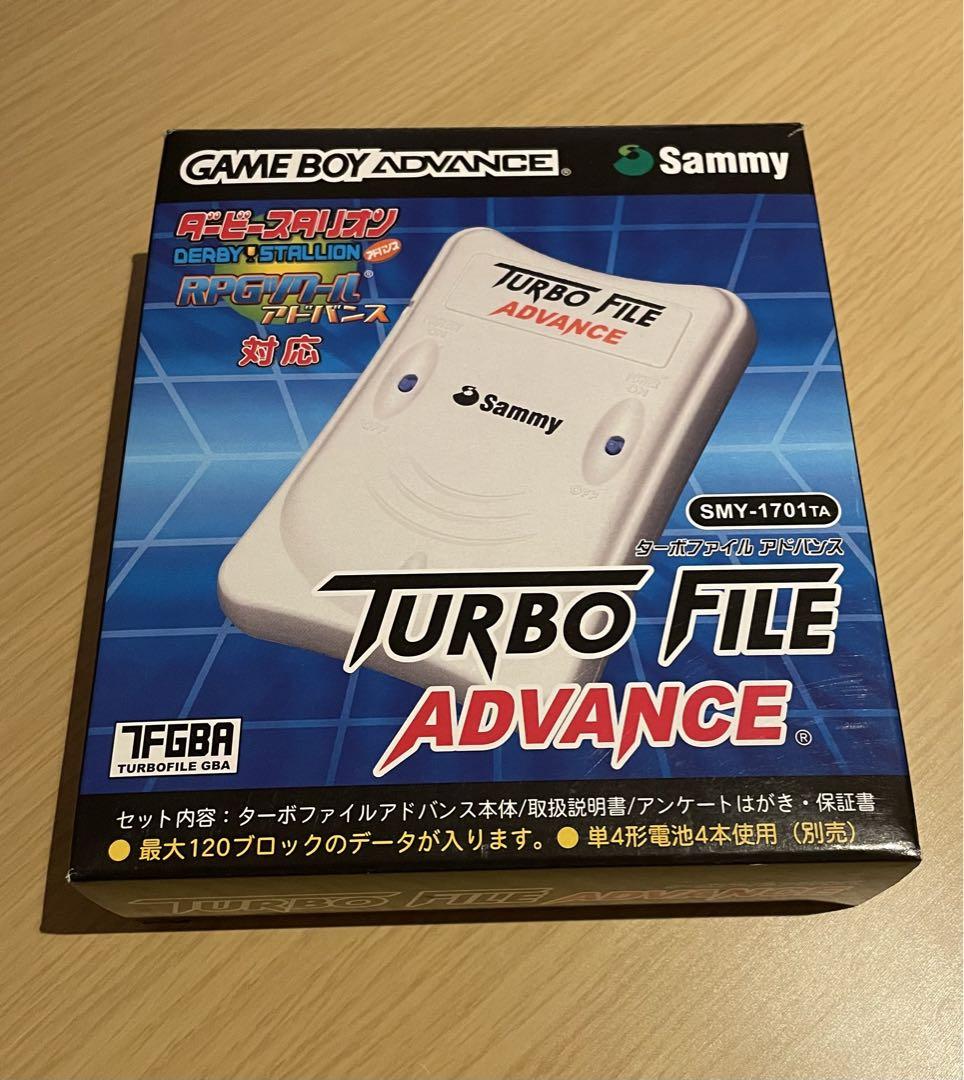 GAME BOY ADVANCE®
Sammy
ダービースタリオン
DERBY STALLION アドバンス
RPGツクール®
アドバンス
対応
TURBO FILE
ADVANCE
POWER
ON
Sammy
OFF
OFF
SMY-1701TA
ターボファイル アドバンス
TURBO FILE
ADVANCE®
TFGBA
TURBOFILE GBA
セット内容：ターボファイルアドバンス本体/取扱説明書/アンケートはがき・保証書
●最大120ブロックのデータが入ります。●単4形電池4本使用（別売）
TURBO FILE ADVANCE